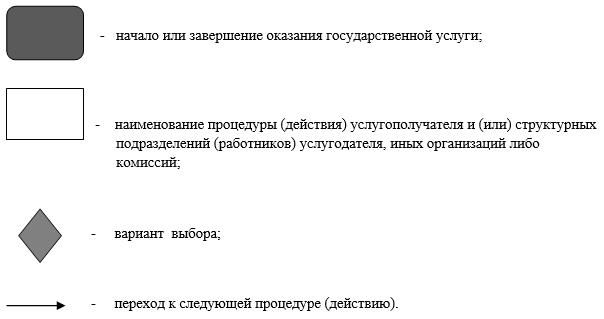 - начало или завершение оказания государственной услуги;
- наименование процедуры (действия) услугополучателя и (или) структурных
подразделений (работников) услугодателя, иных организаций либо
комиссий;
- вариант выбора;
- переход к следующей процедуре (действию).